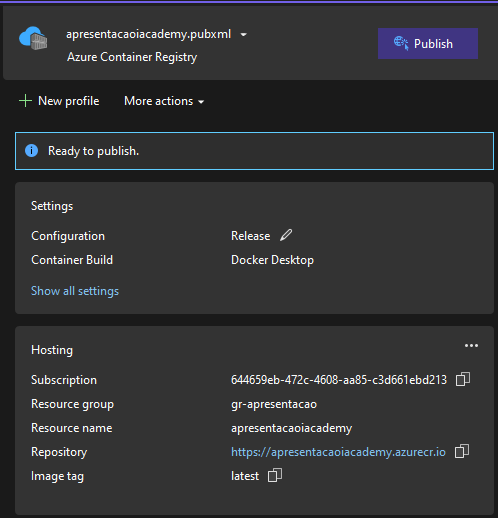 apresentacaoiacademy.pubxml
Azure Container Registry
Publish
New profile
More actions
Ready to publish.
Settings
Configuration Release
Container Build Docker Desktop
Show all settings
Hosting
Subscription 644659eb-472c-4608-aa85-c3d661ebd213
Resource group gr-apresentacao
Resource name apresentacaoiacademy
Repository https://apresentacaoiacademy.azurecr.io
Image tag latest